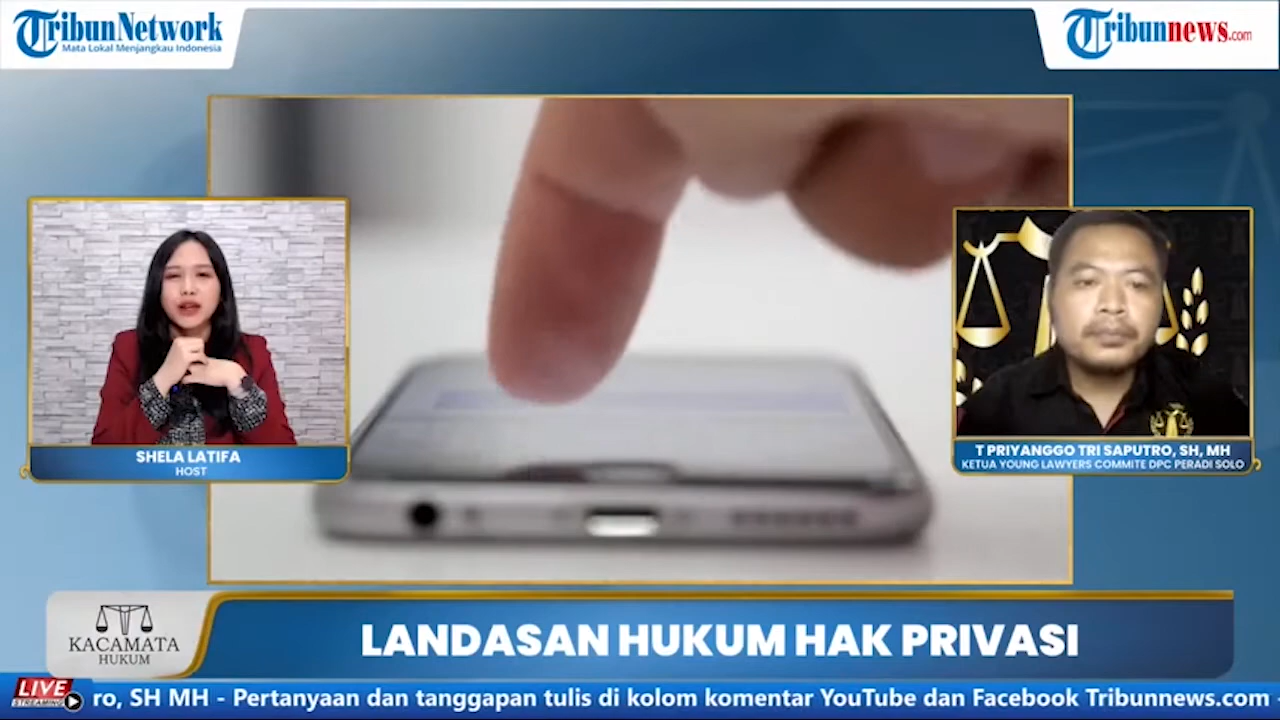 TribunNetwork
Mata Lokal Menjangkau Indonesia
Tribunnews.com
SHELA LATIFA
HOST
T PRIYANGGO TRI SAPUTRO, SH, MH
KETUA YOUNG LAWYERS COMMITE DPC PERADI SOLO
KACAMATA
HUKUM
LANDASAN HUKUM HAK PRIVASI
LIVE
STREAMING
ro, SH MH - Pertanyaan dan tanggapan tulis di kolom komentar YouTube dan Facebook Tribunnews.com